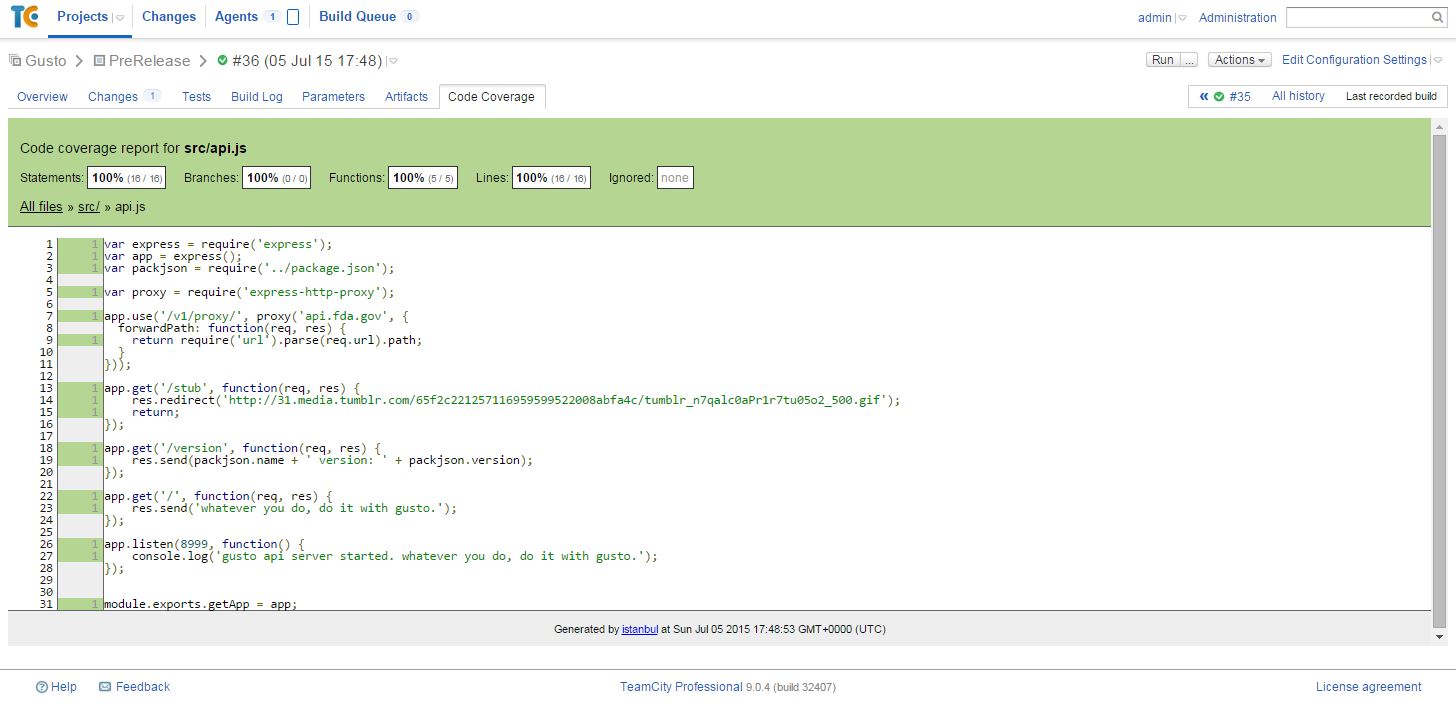 TC Projects Changes Agents 1 Build Queue 0 admin Administration
Gusto PreRelease #36 (05 Jul 15 17:48) Run ... Actions Edit Configuration Settings
Overview Changes 1 Tests Build Log Parameters Artifacts Code Coverage « #35 All history Last recorded build
Code coverage report for src/api.js
Statements: 100% (16 / 16) Branches: 100% (0 / 0) Functions: 100% (5 / 5) Lines: 100% (16 / 16) Ignored: none
All files » src/ » api.js
1 1 var express = require('express');
2 1 var app = express();
3 1 var packjson = require('../package.json');
4
5 1 var proxy = require('express-http-proxy');
6
7 1 app.use('/v1/proxy/', proxy('api.fda.gov', {
8 forwardPath: function(req, res) {
9 1 return require('url').parse(req.url).path;
10 }
11 }));
12
13 1 app.get('/stub', function(req, res) {
14 1 res.redirect('http://31.media.tumblr.com/65f2c221257116959599522008abfa4c/tumblr_n7qalc0aPr1r7tu05o2_500.gif');
15 1 return;
16 });
17
18 1 app.get('/version', function(req, res) {
19 1 res.send(packjson.name + ' version: ' + packjson.version);
20 });
21
22 1 app.get('/', function(req, res) {
23 1 res.send('whatever you do, do it with gusto.');
24 });
25
26 1 app.listen(8999, function() {
27 1 console.log('gusto api server started. whatever you do, do it with gusto.');
28 });
29
30
31 1 module.exports.getApp = app;
Generated by istanbul at Sun Jul 05 2015 17:48:53 GMT+0000 (UTC)
Help Feedback TeamCity Professional 9.0.4 (build 32407) License agreement